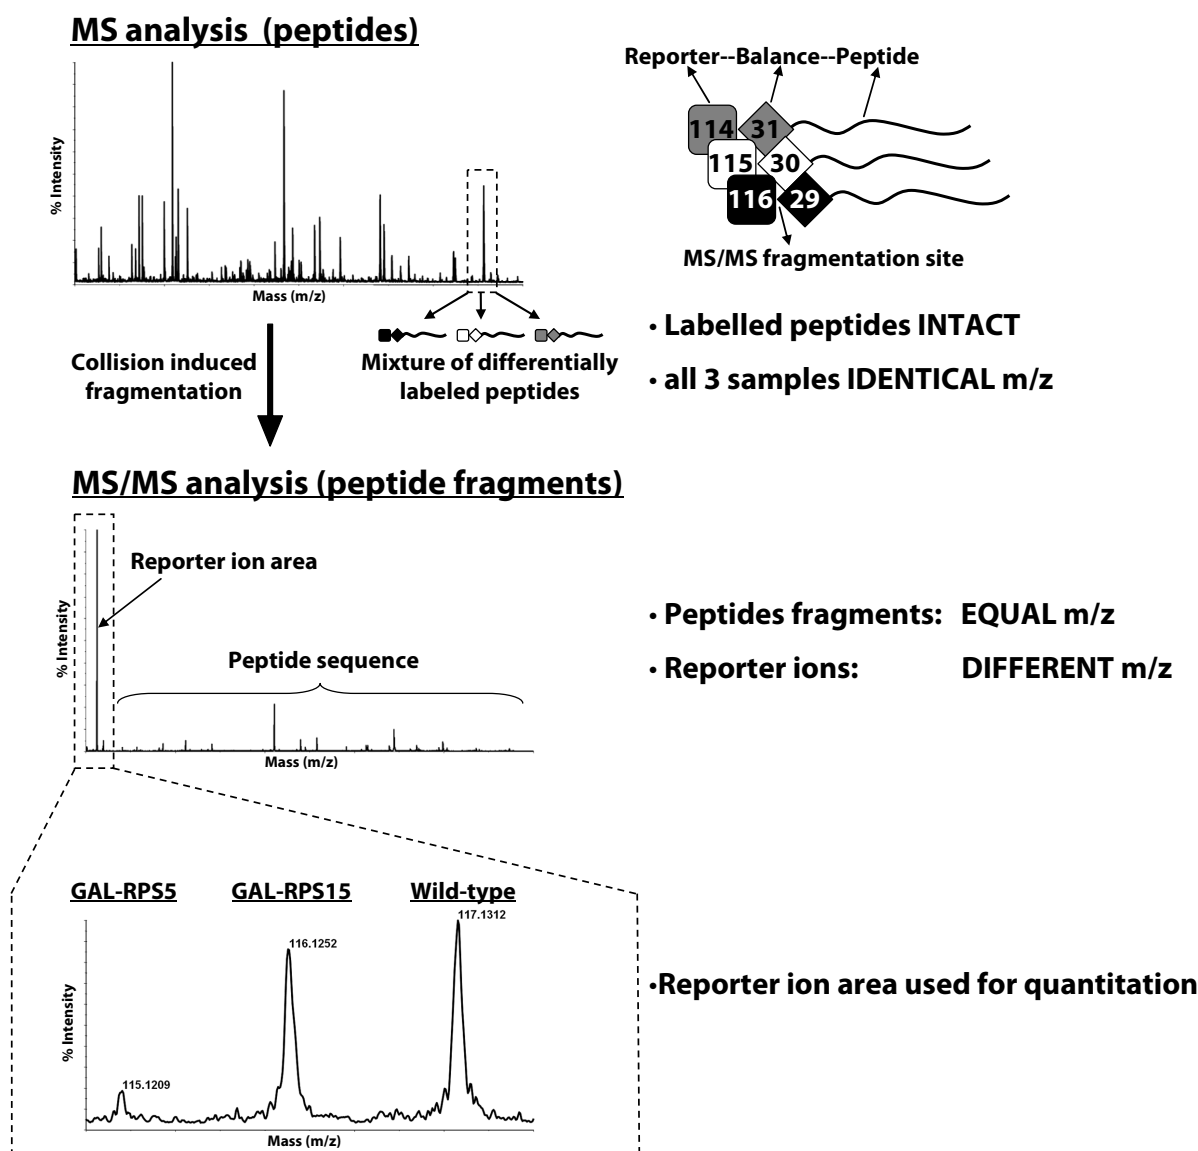 MS analysis (peptides)
% Intensity
Mass (m/z)
Reporter--Balance--Peptide
114 31
115 30
116 29
MS/MS fragmentation site
Collision induced
fragmentation
Mixture of differentially
labeled peptides
• Labelled peptides INTACT
• all 3 samples IDENTICAL m/z
MS/MS analysis (peptide fragments)
Reporter ion area
% Intensity
Peptide sequence
Mass (m/z)
• Peptides fragments: EQUAL m/z
• Reporter ions: DIFFERENT m/z
GAL-RPS5 GAL-RPS15 Wild-type
117.1312
116.1252
115.1209
% Intensity
Mass (m/z)
•Reporter ion area used for quantitation